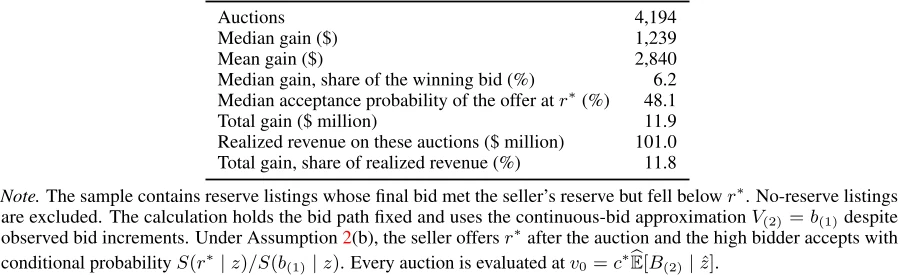 Auctions 4,194
Median gain ($) 1,239
Mean gain ($) 2,840
Median gain, share of the winning bid (%) 6.2
Median acceptance probability of the offer at r* (%) 48.1
Total gain ($ million) 11.9
Realized revenue on these auctions ($ million) 101.0
Total gain, share of realized revenue (%) 11.8
Note. The sample contains reserve listings whose final bid met the seller's reserve but fell below r*. No-reserve listings
are excluded. The calculation holds the bid path fixed and uses the continuous-bid approximation V₍₂₎ = b₍₁₎ despite
observed bid increments. Under Assumption 2(b), the seller offers r* after the auction and the high bidder accepts with
conditional probability S(r* | z)/S(b₍₁₎ | z). Every auction is evaluated at v₀ = c*Ê[B₍₂₎ | ẑ].